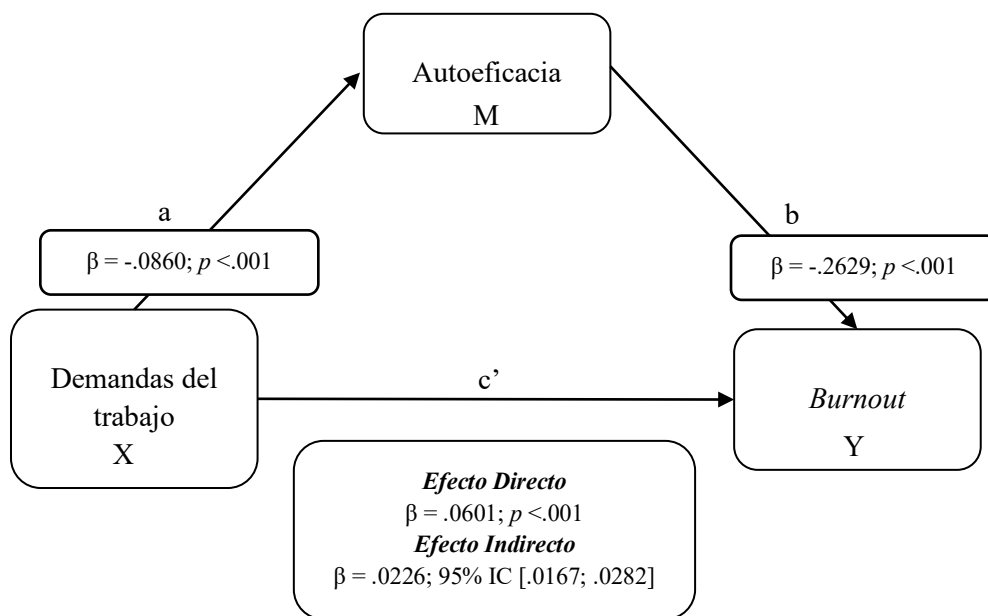 Autoeficacia
M
a
b
β = -.0860; p <.001
β = -.2629; p <.001
Demandas del
trabajo
X
c’
Burnout
Y
Efecto Directo
β = .0601; p <.001
Efecto Indirecto
β = .0226; 95% IC [.0167; .0282]